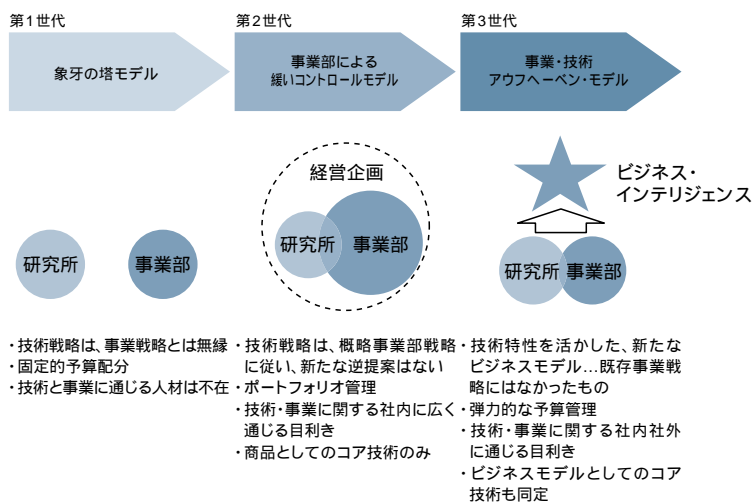 第1世代
象牙の塔モデル
第2世代
事業部による
緩いコントロールモデル
第3世代
事業・技術
アウフヘーベン・モデル
研究所
事業部
経営企画
研究所
事業部
ビジネス・
インテリジェンス
研究所
事業部
・技術戦略は、事業戦略とは無縁
・固定的予算配分
・技術と事業に通じる人材は不在
・技術戦略は、概略事業部戦略
に従い、新たな逆提案はない
・ポートフォリオ管理
・技術・事業に関する社内に広く
通じる目利き
・商品としてのコア技術のみ
・技術特性を活かした、新たな
ビジネスモデル…既存事業戦
略にはなかったもの
・弾力的な予算管理
・技術・事業に関する社内社外
に通じる目利き
・ビジネスモデルとしてのコア
技術も同定